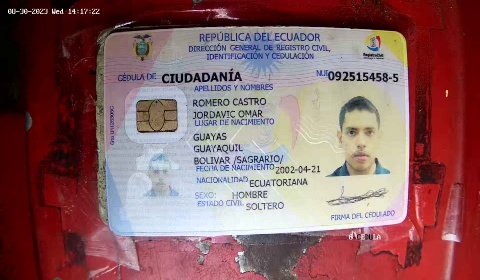 08-30-2023 Wed 14:17:22
REPÚBLICA DEL ECUADOR
DIRECCIÓN GENERAL DE REGISTRO CIVIL,
IDENTIFICACIÓN Y CEDULACIÓN
CÉDULA DE CIUDADANÍA NUI 092515458-5
APELLIDOS Y NOMBRES
ROMERO CASTRO
JORDAVIC OMAR
LUGAR DE NACIMIENTO
GUAYAS
GUAYAQUIL
BOLIVAR /SAGRARIO/
FECHA DE NACIMIENTO 2002-04-21
NACIONALIDAD ECUATORIANA
SEXO: HOMBRE
ESTADO CIVIL SOLTERO
FIRMA DEL CEDULADO